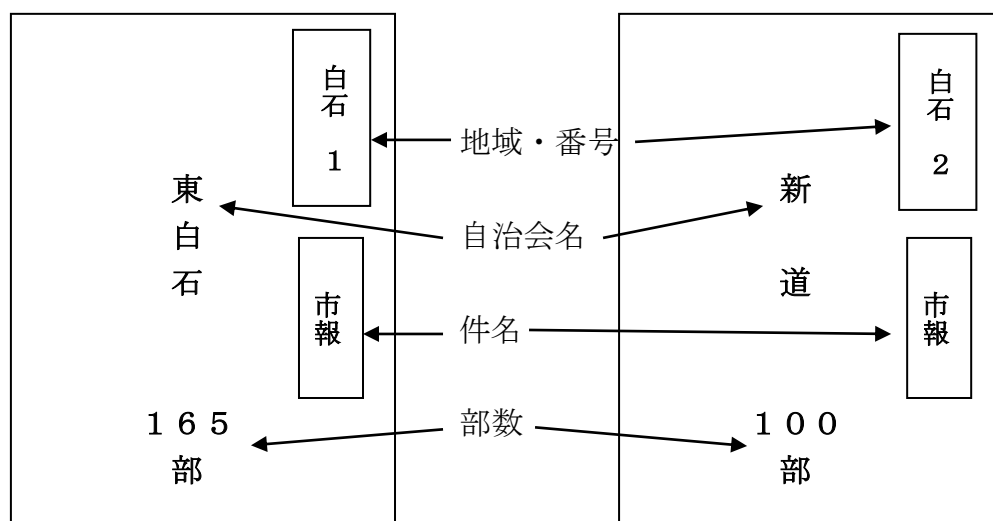 白石　１
東白石
市報
１６５部
地域・番号
自治会名
件名
部数
白石　２
新道
市報
１００部